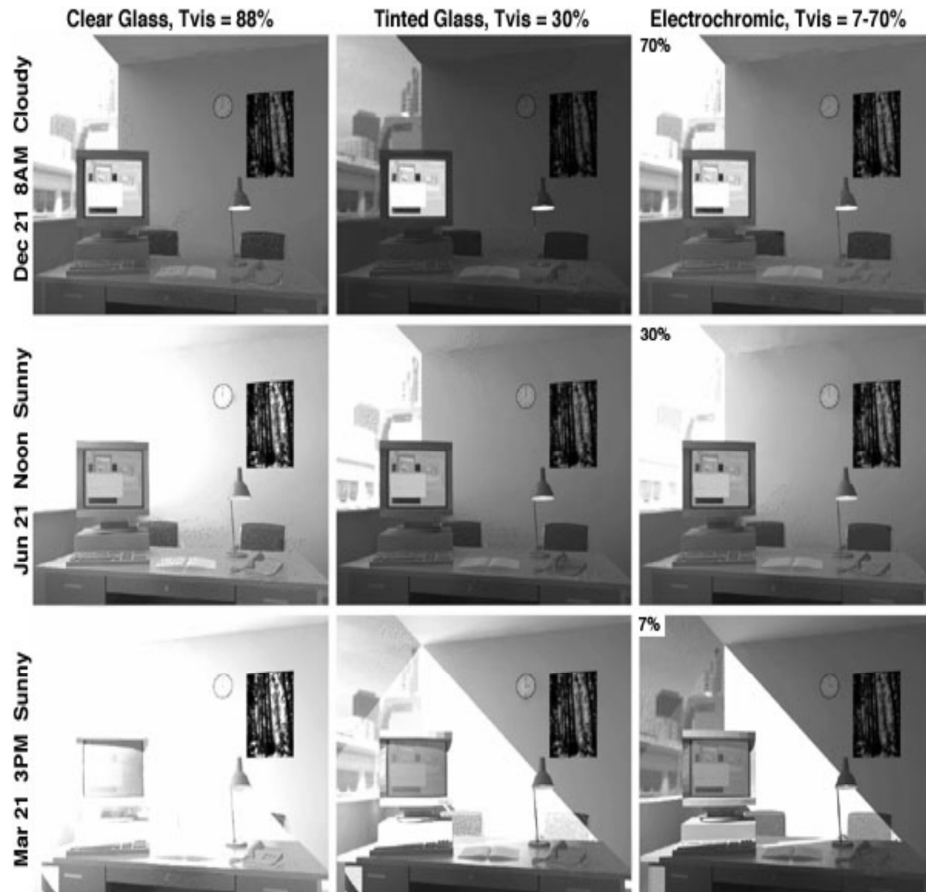 Clear Glass, Tvis = 88%
Tinted Glass, Tvis = 30%
Electrochromic, Tvis = 7-70%
Dec 21 8AM Cloudy
70%
Jun 21 Noon Sunny
30%
Mar 21 3PM Sunny
7%